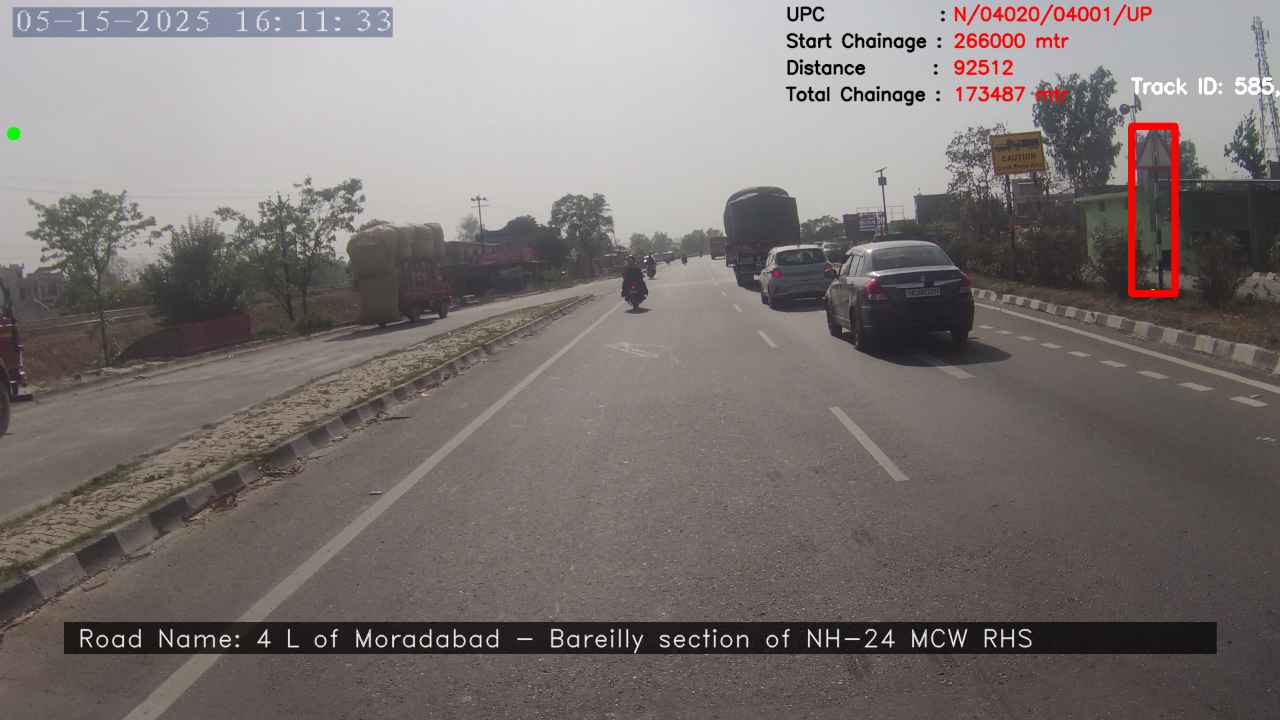 05-15-2025 16:11:33
UPC : N/04020/04001/UP
Start Chainage : 266000 mtr
Distance : 92512
Total Chainage : 173487 mtr
Track ID: 585,
CAUTION
Road Name: 4 L of Moradabad - Bareilly section of NH-24 MCW RHS